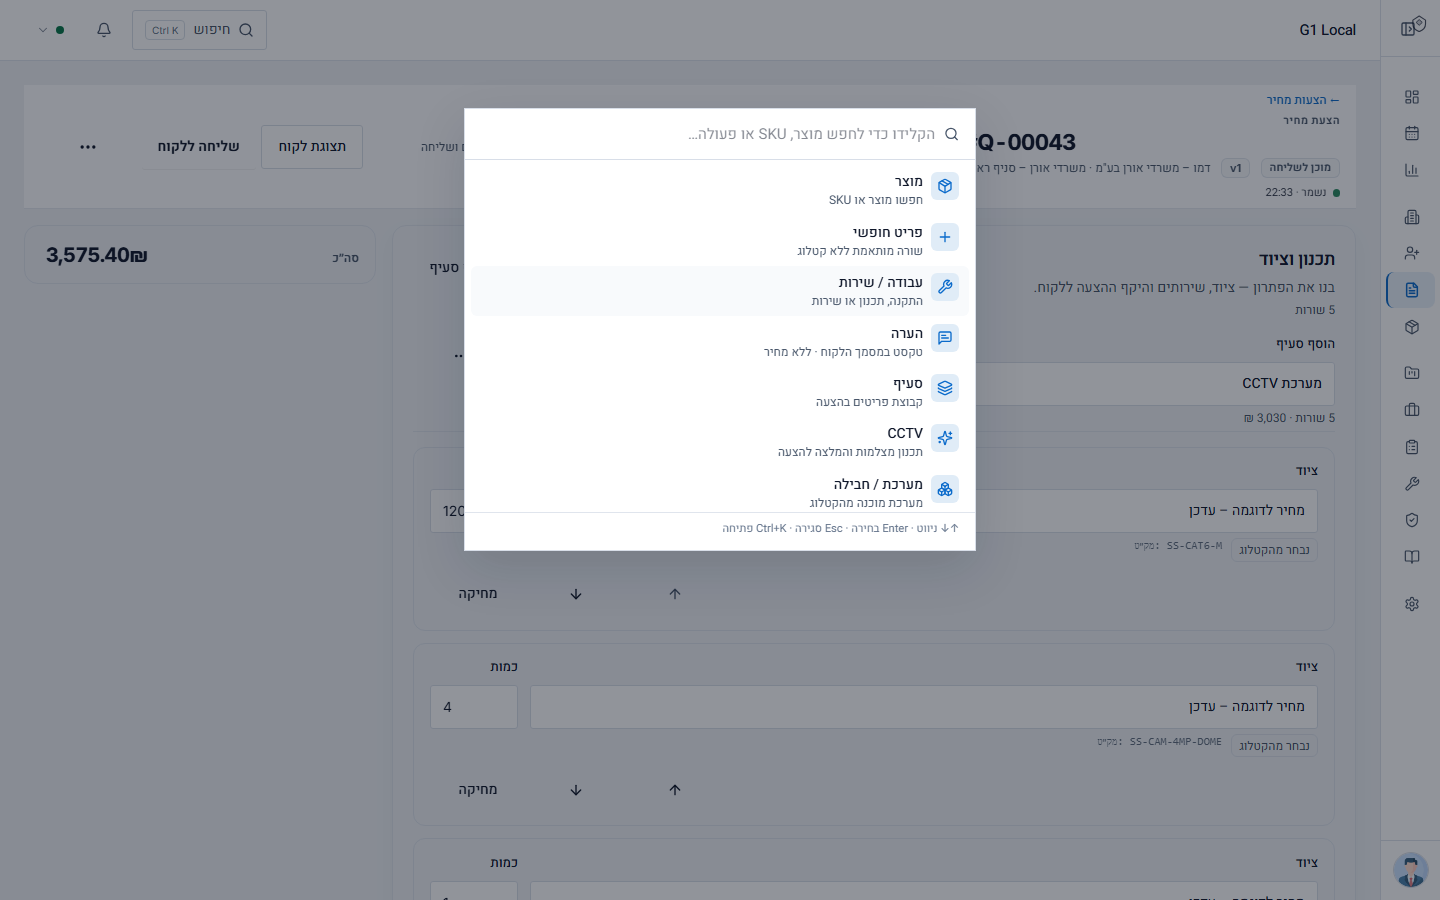 G1 Local
חיפוש
Ctrl K
← הצעות מחיר
הצעת מחיר
Q-00043
מוכן לשליחה
v1
דמו – משרדי אורן בע"מ · משרדי אורן – סניף רא
נשמר · 22:33
ושליחה
תצוגת לקוח
שליחה ללקוח
הקלידו כדי לחפש מוצר, SKU או פעולה...
מוצר
חפשו מוצר או SKU
פריט חופשי
שורה מותאמת ללא קטלוג
עבודה / שירות
התקנה, תכנון או שירות
הערה
טקסט במסמך הלקוח · ללא מחיר
סעיף
קבוצת פריטים בהצעה
CCTV
תכנון מצלמות והמלצה להצעה
מערכת / חבילה
מערכת מוכנה מהקטלוג
↑↓ ניווט · Enter בחירה · Esc סגירה · Ctrl+K פתיחה
תכנון וציוד
בנו את הפתרון — ציוד, שירותים והיקף ההצעה ללקוח.
5 שורות
סעיף
הוסף סעיף
מערכת CCTV
5 שורות · 3,030 ₪
ציוד
מחיר לדוגמה – עדכן
120
נבחר מהקטלוג
מק״ט: SS-CAT6-M
מחיקה
ציוד
כמות
מחיר לדוגמה – עדכן
4
נבחר מהקטלוג
מק״ט: SS-CAM-4MP-DOME
מחיקה
ציוד
כמות
סה״כ
3,575.40₪